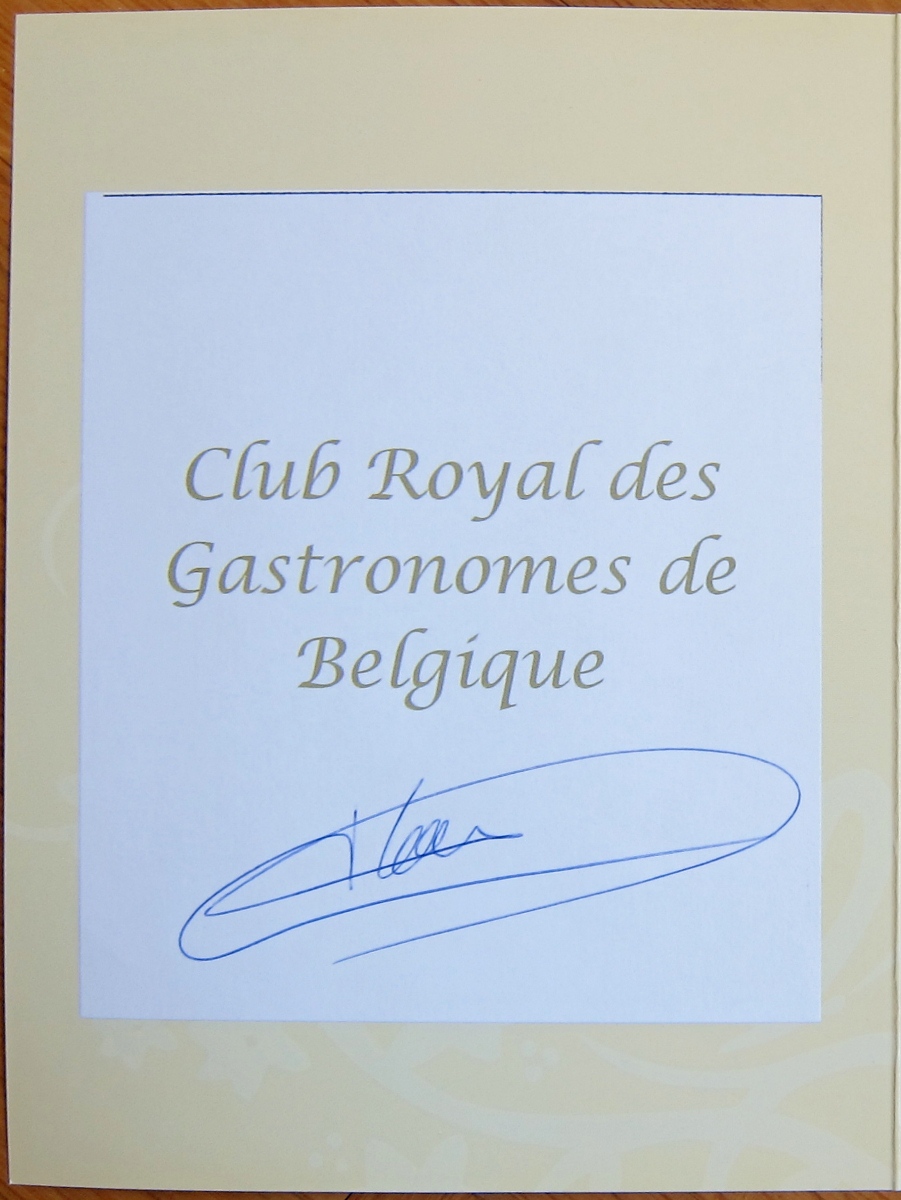 Club Royal des
Gastronomes de
Belgique